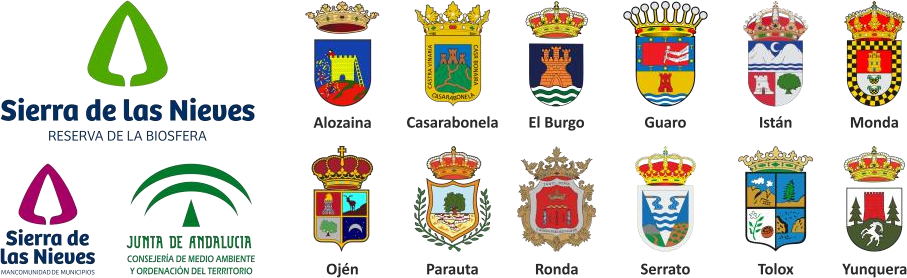 Sierra de las Nieves
RESERVA DE LA BIOSFERA
Sierra de
las Nieves
MANCOMUNIDAD DE MUNICIPIOS
JUNTA DE ANDALUCIA
CONSEJERÍA DE MEDIO AMBIENTE
Y ORDENACIÓN DEL TERRITORIO
CASTRA VINARIA
CASA BONARIA
CASARABONELA
Alozaina
Casarabonela
El Burgo
Guaro
Istán
Monda
Ojén
Parauta
Ronda
Serrato
Tolox
Yunquera